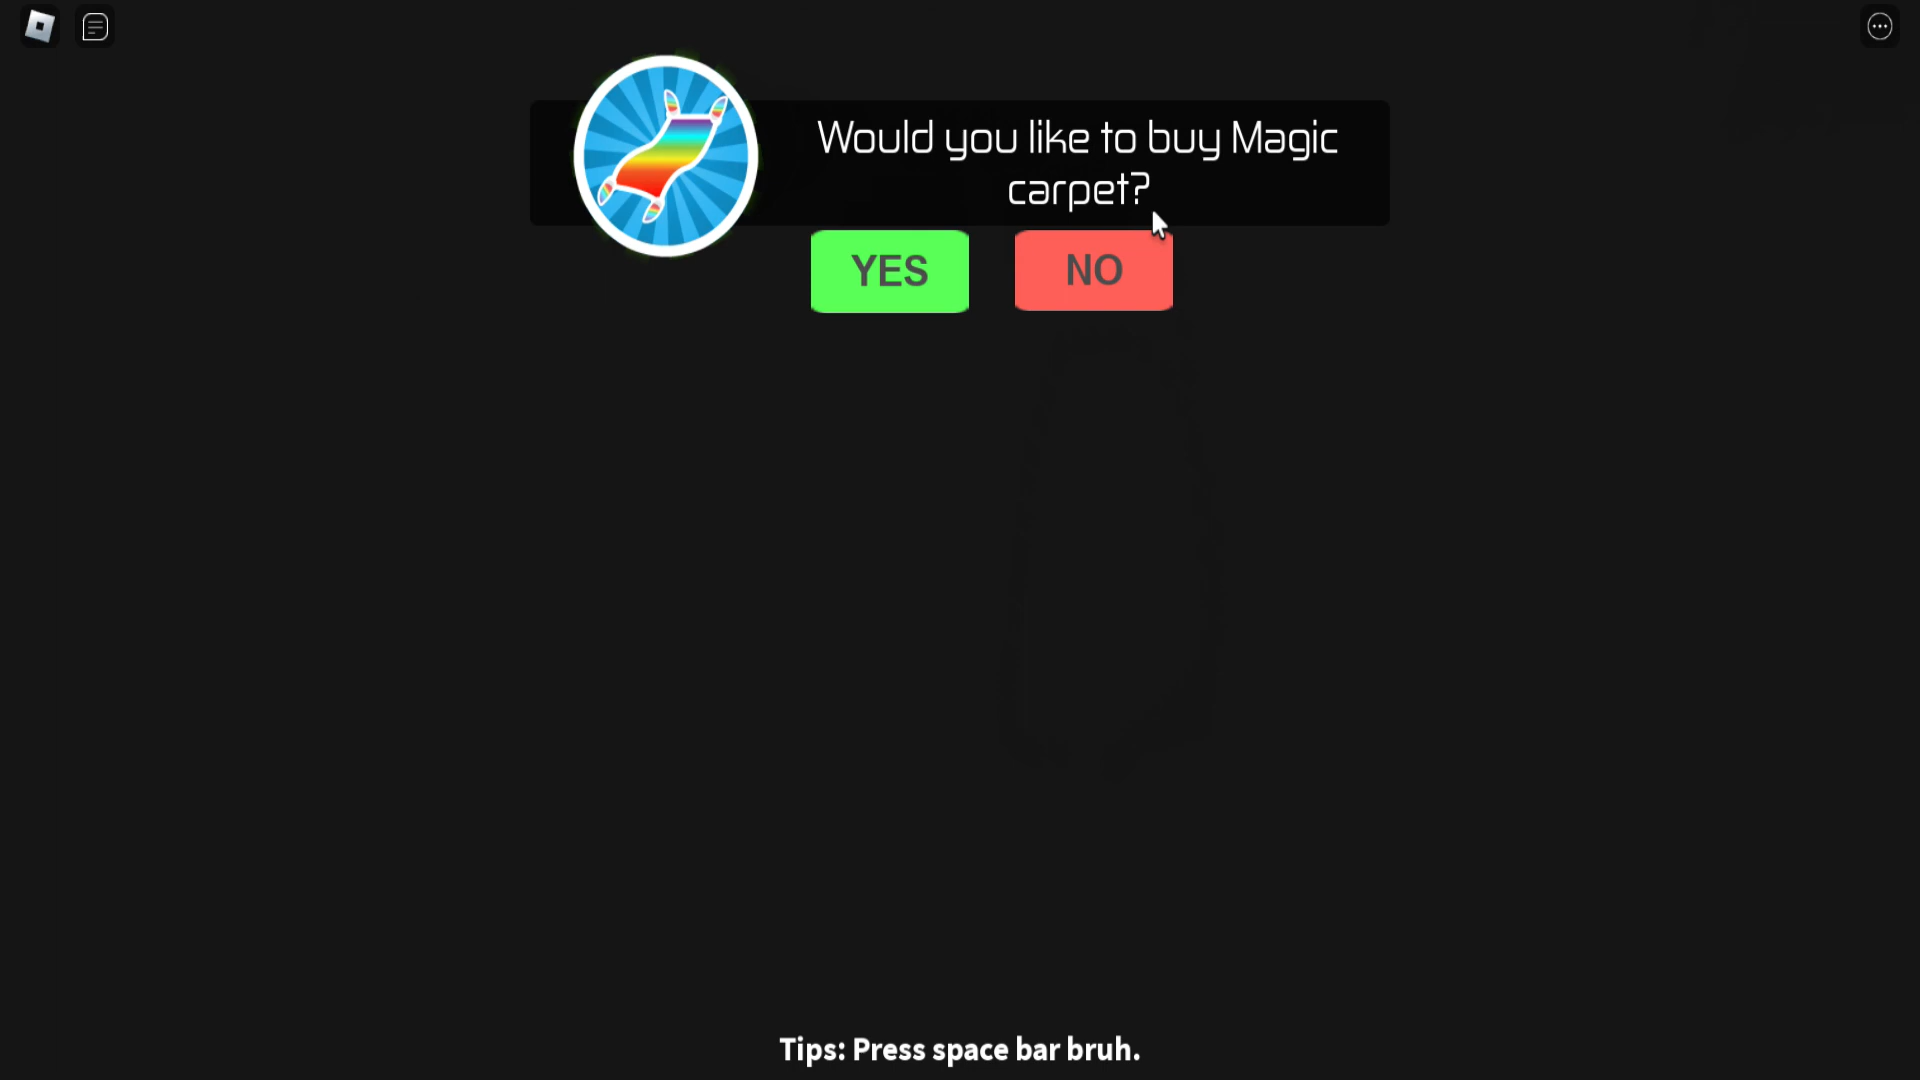 Would you like to buy Magic
carpet?
YES
NO
Tips: Press space bar bruh.